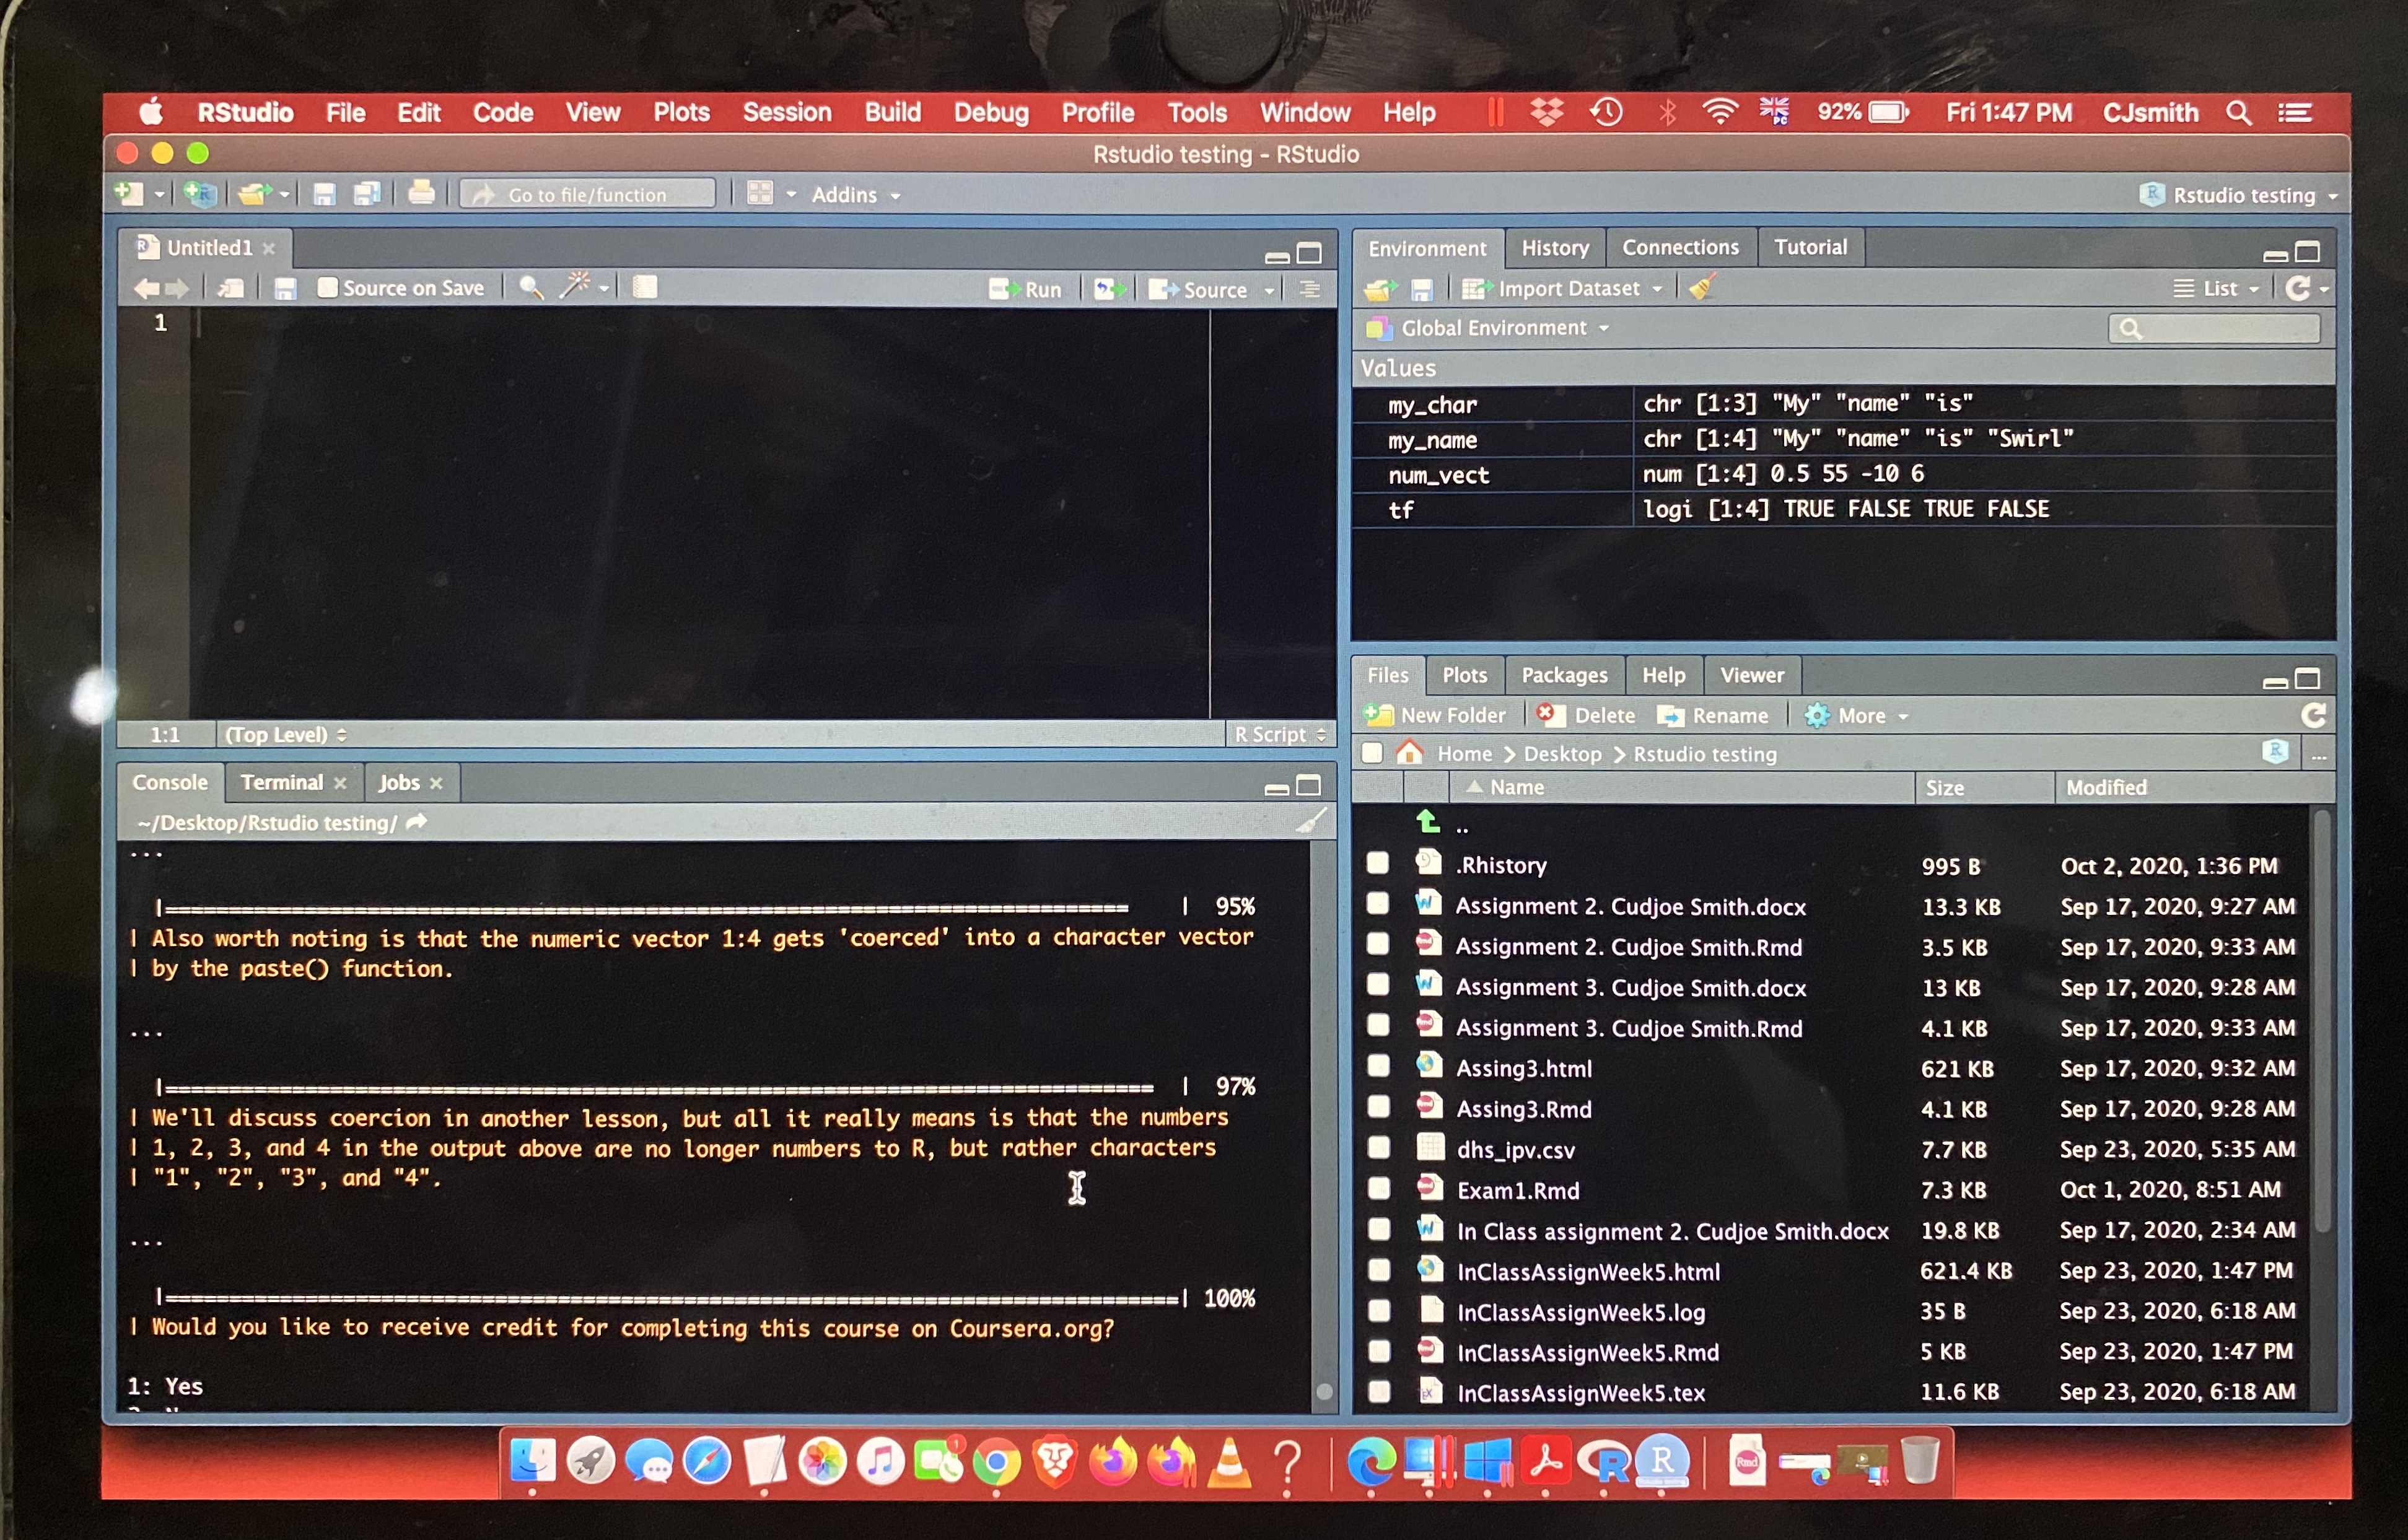 RStudio File Edit Code View Plots Session Build Debug Profile Tools Window Help PC 92% Fri 1:47 PM CJsmith
Rstudio testing - RStudio
Go to file/function Addins Rstudio testing
Untitled1
Source on Save Run Source
1
1:1 (Top Level) R Script
Console Terminal Jobs
~/Desktop/Rstudio testing/
...
|=============================================================================| 95%
| Also worth noting is that the numeric vector 1:4 gets 'coerced' into a character vector
| by the paste() function.
...
|===============================================================================| 97%
| We'll discuss coercion in another lesson, but all it really means is that the numbers
| 1, 2, 3, and 4 in the output above are no longer numbers to R, but rather characters
| "1", "2", "3", and "4".
...
|=================================================================================| 100%
| Would you like to receive credit for completing this course on Coursera.org?
1: Yes
Environment History Connections Tutorial
Import Dataset List
Global Environment
Values
my_char chr [1:3] "My" "name" "is"
my_name chr [1:4] "My" "name" "is" "Swirl"
num_vect num [1:4] 0.5 55 -10 6
tf logi [1:4] TRUE FALSE TRUE FALSE
Files Plots Packages Help Viewer
New Folder Delete Rename More
Home Desktop Rstudio testing ...
Name Size Modified
..
.Rhistory 995 B Oct 2, 2020, 1:36 PM
Assignment 2. Cudjoe Smith.docx 13.3 KB Sep 17, 2020, 9:27 AM
Assignment 2. Cudjoe Smith.Rmd 3.5 KB Sep 17, 2020, 9:33 AM
Assignment 3. Cudjoe Smith.docx 13 KB Sep 17, 2020, 9:28 AM
Assignment 3. Cudjoe Smith.Rmd 4.1 KB Sep 17, 2020, 9:33 AM
Assing3.html 621 KB Sep 17, 2020, 9:32 AM
Assing3.Rmd 4.1 KB Sep 17, 2020, 9:28 AM
dhs_ipv.csv 7.7 KB Sep 23, 2020, 5:35 AM
Exam1.Rmd 7.3 KB Oct 1, 2020, 8:51 AM
In Class assignment 2. Cudjoe Smith.docx 19.8 KB Sep 17, 2020, 2:34 AM
InClassAssignWeek5.html 621.4 KB Sep 23, 2020, 1:47 PM
InClassAssignWeek5.log 35 B Sep 23, 2020, 6:18 AM
InClassAssignWeek5.Rmd 5 KB Sep 23, 2020, 1:47 PM
InClassAssignWeek5.tex 11.6 KB Sep 23, 2020, 6:18 AM
1 ? R R Rmd